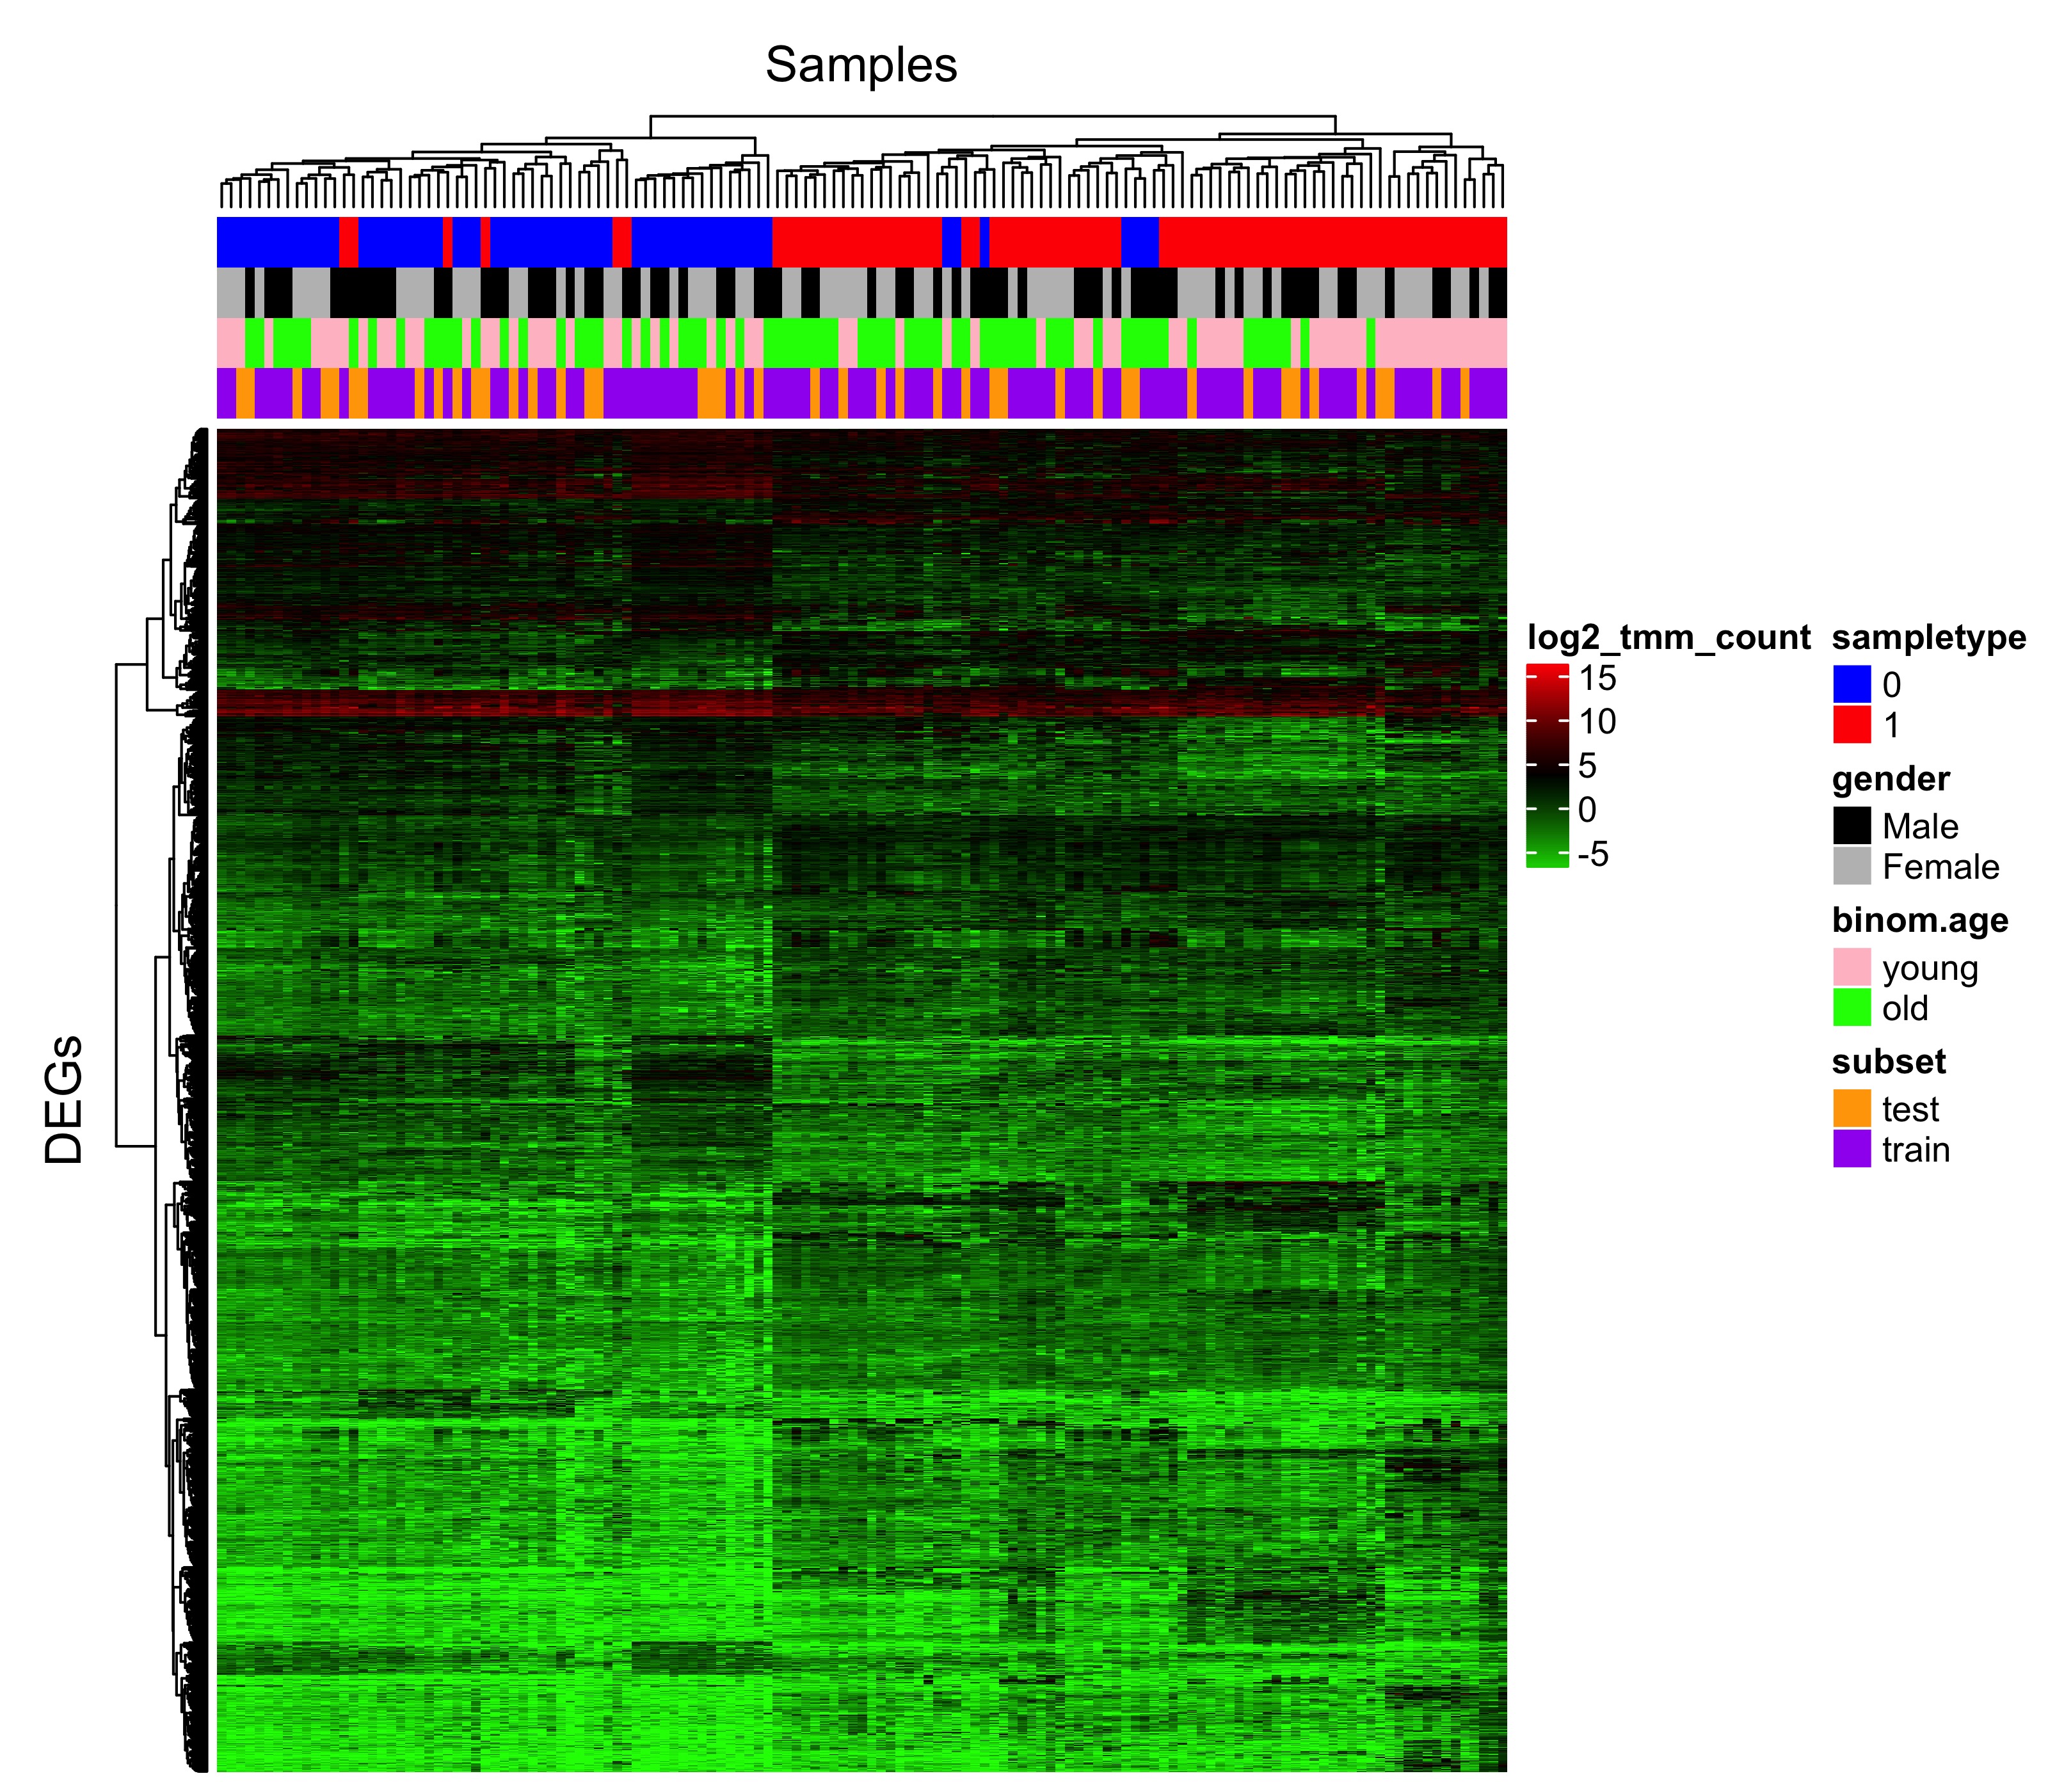 Samples
DEGs
log2_tmm_count
15
10
5
0
-5
sampletype
0
1
gender
Male
Female
binom.age
young
old
subset
test
train